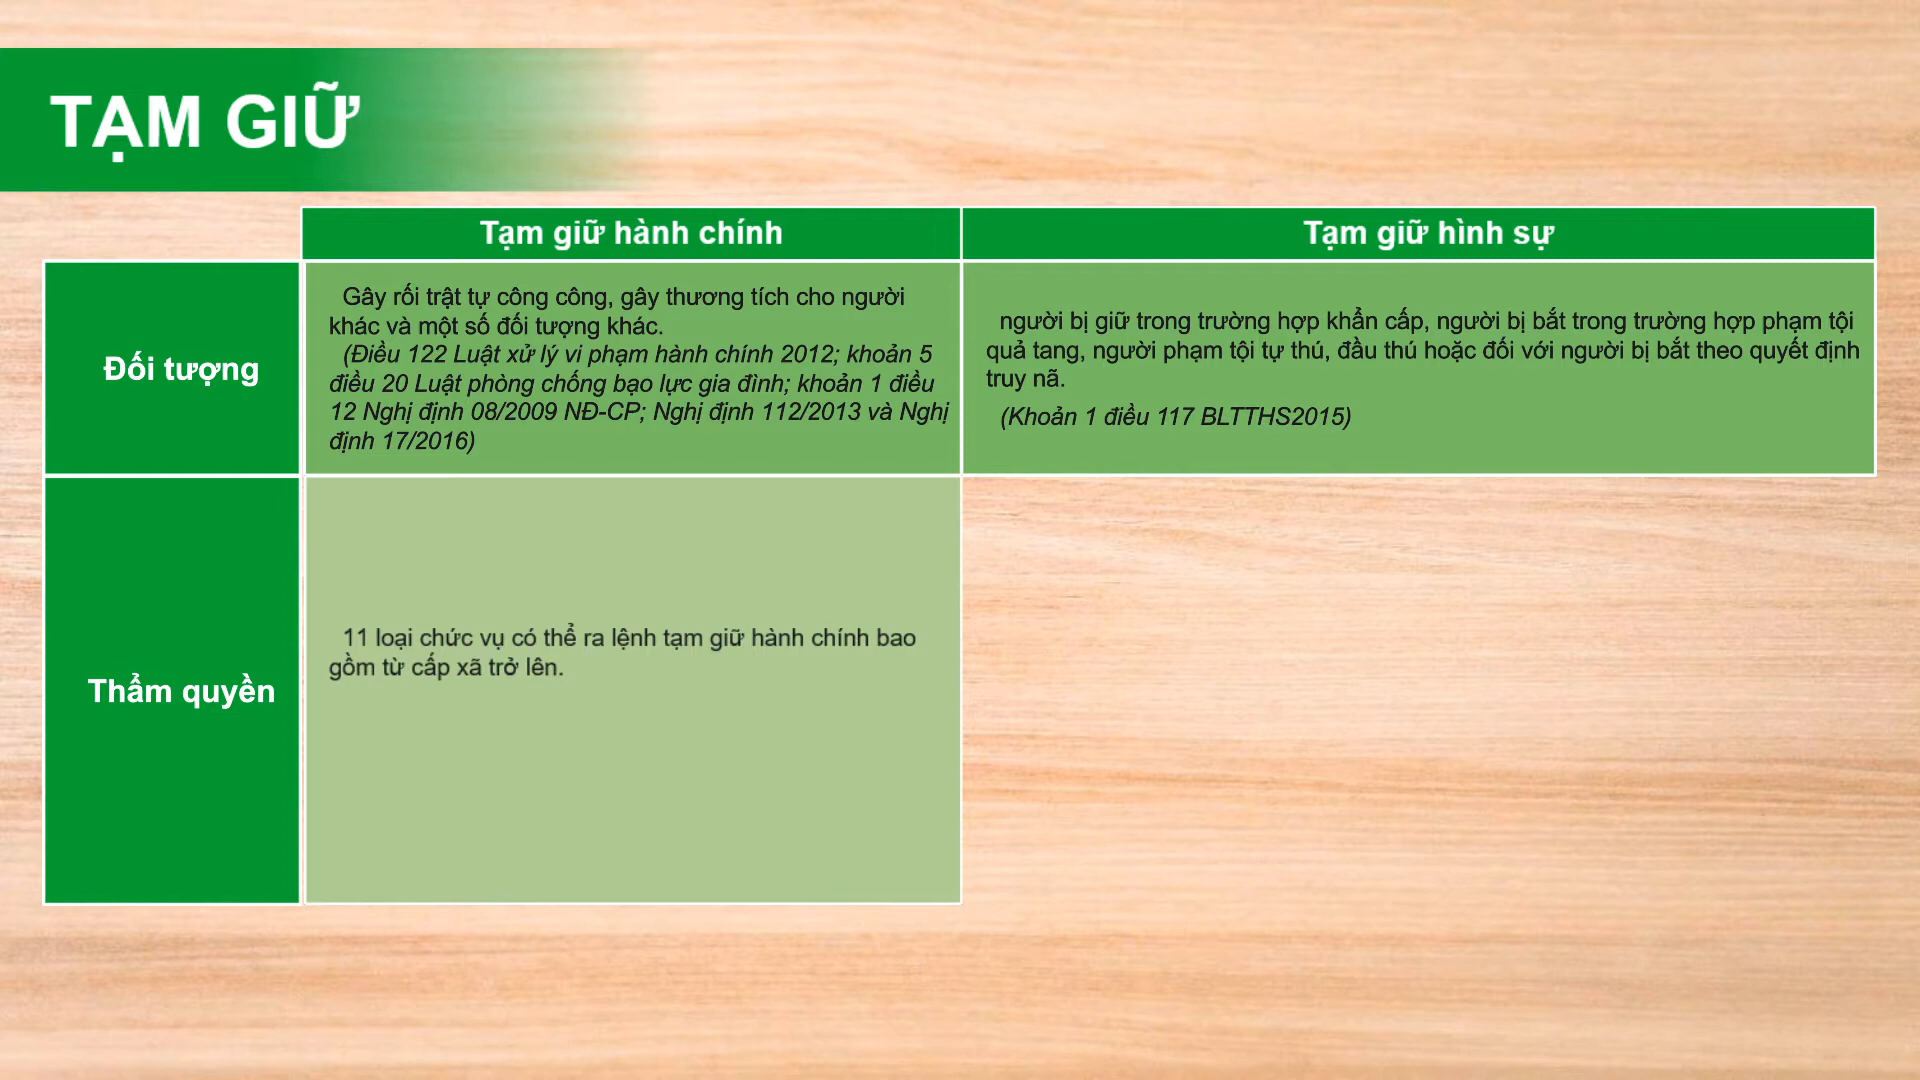 TẠM GIỮ
Tạm giữ hành chính
Tạm giữ hình sự
Đối tượng
Gây rối trật tự công công, gây thương tích cho người
khác và một số đối tượng khác.
(Điều 122 Luật xử lý vi phạm hành chính 2012; khoản 5
điều 20 Luật phòng chống bạo lực gia đình; khoản 1 điều
12 Nghị định 08/2009 NĐ-CP; Nghị định 112/2013 và Nghị
định 17/2016)
người bị giữ trong trường hợp khẩn cấp, người bị bắt trong trường hợp phạm tội
quả tang, người phạm tội tự thú, đầu thú hoặc đối với người bị bắt theo quyết định
truy nã.
(Khoản 1 điều 117 BLTTHS2015)
Thẩm quyền
11 loại chức vụ có thể ra lệnh tạm giữ hành chính bao
gồm từ cấp xã trở lên.